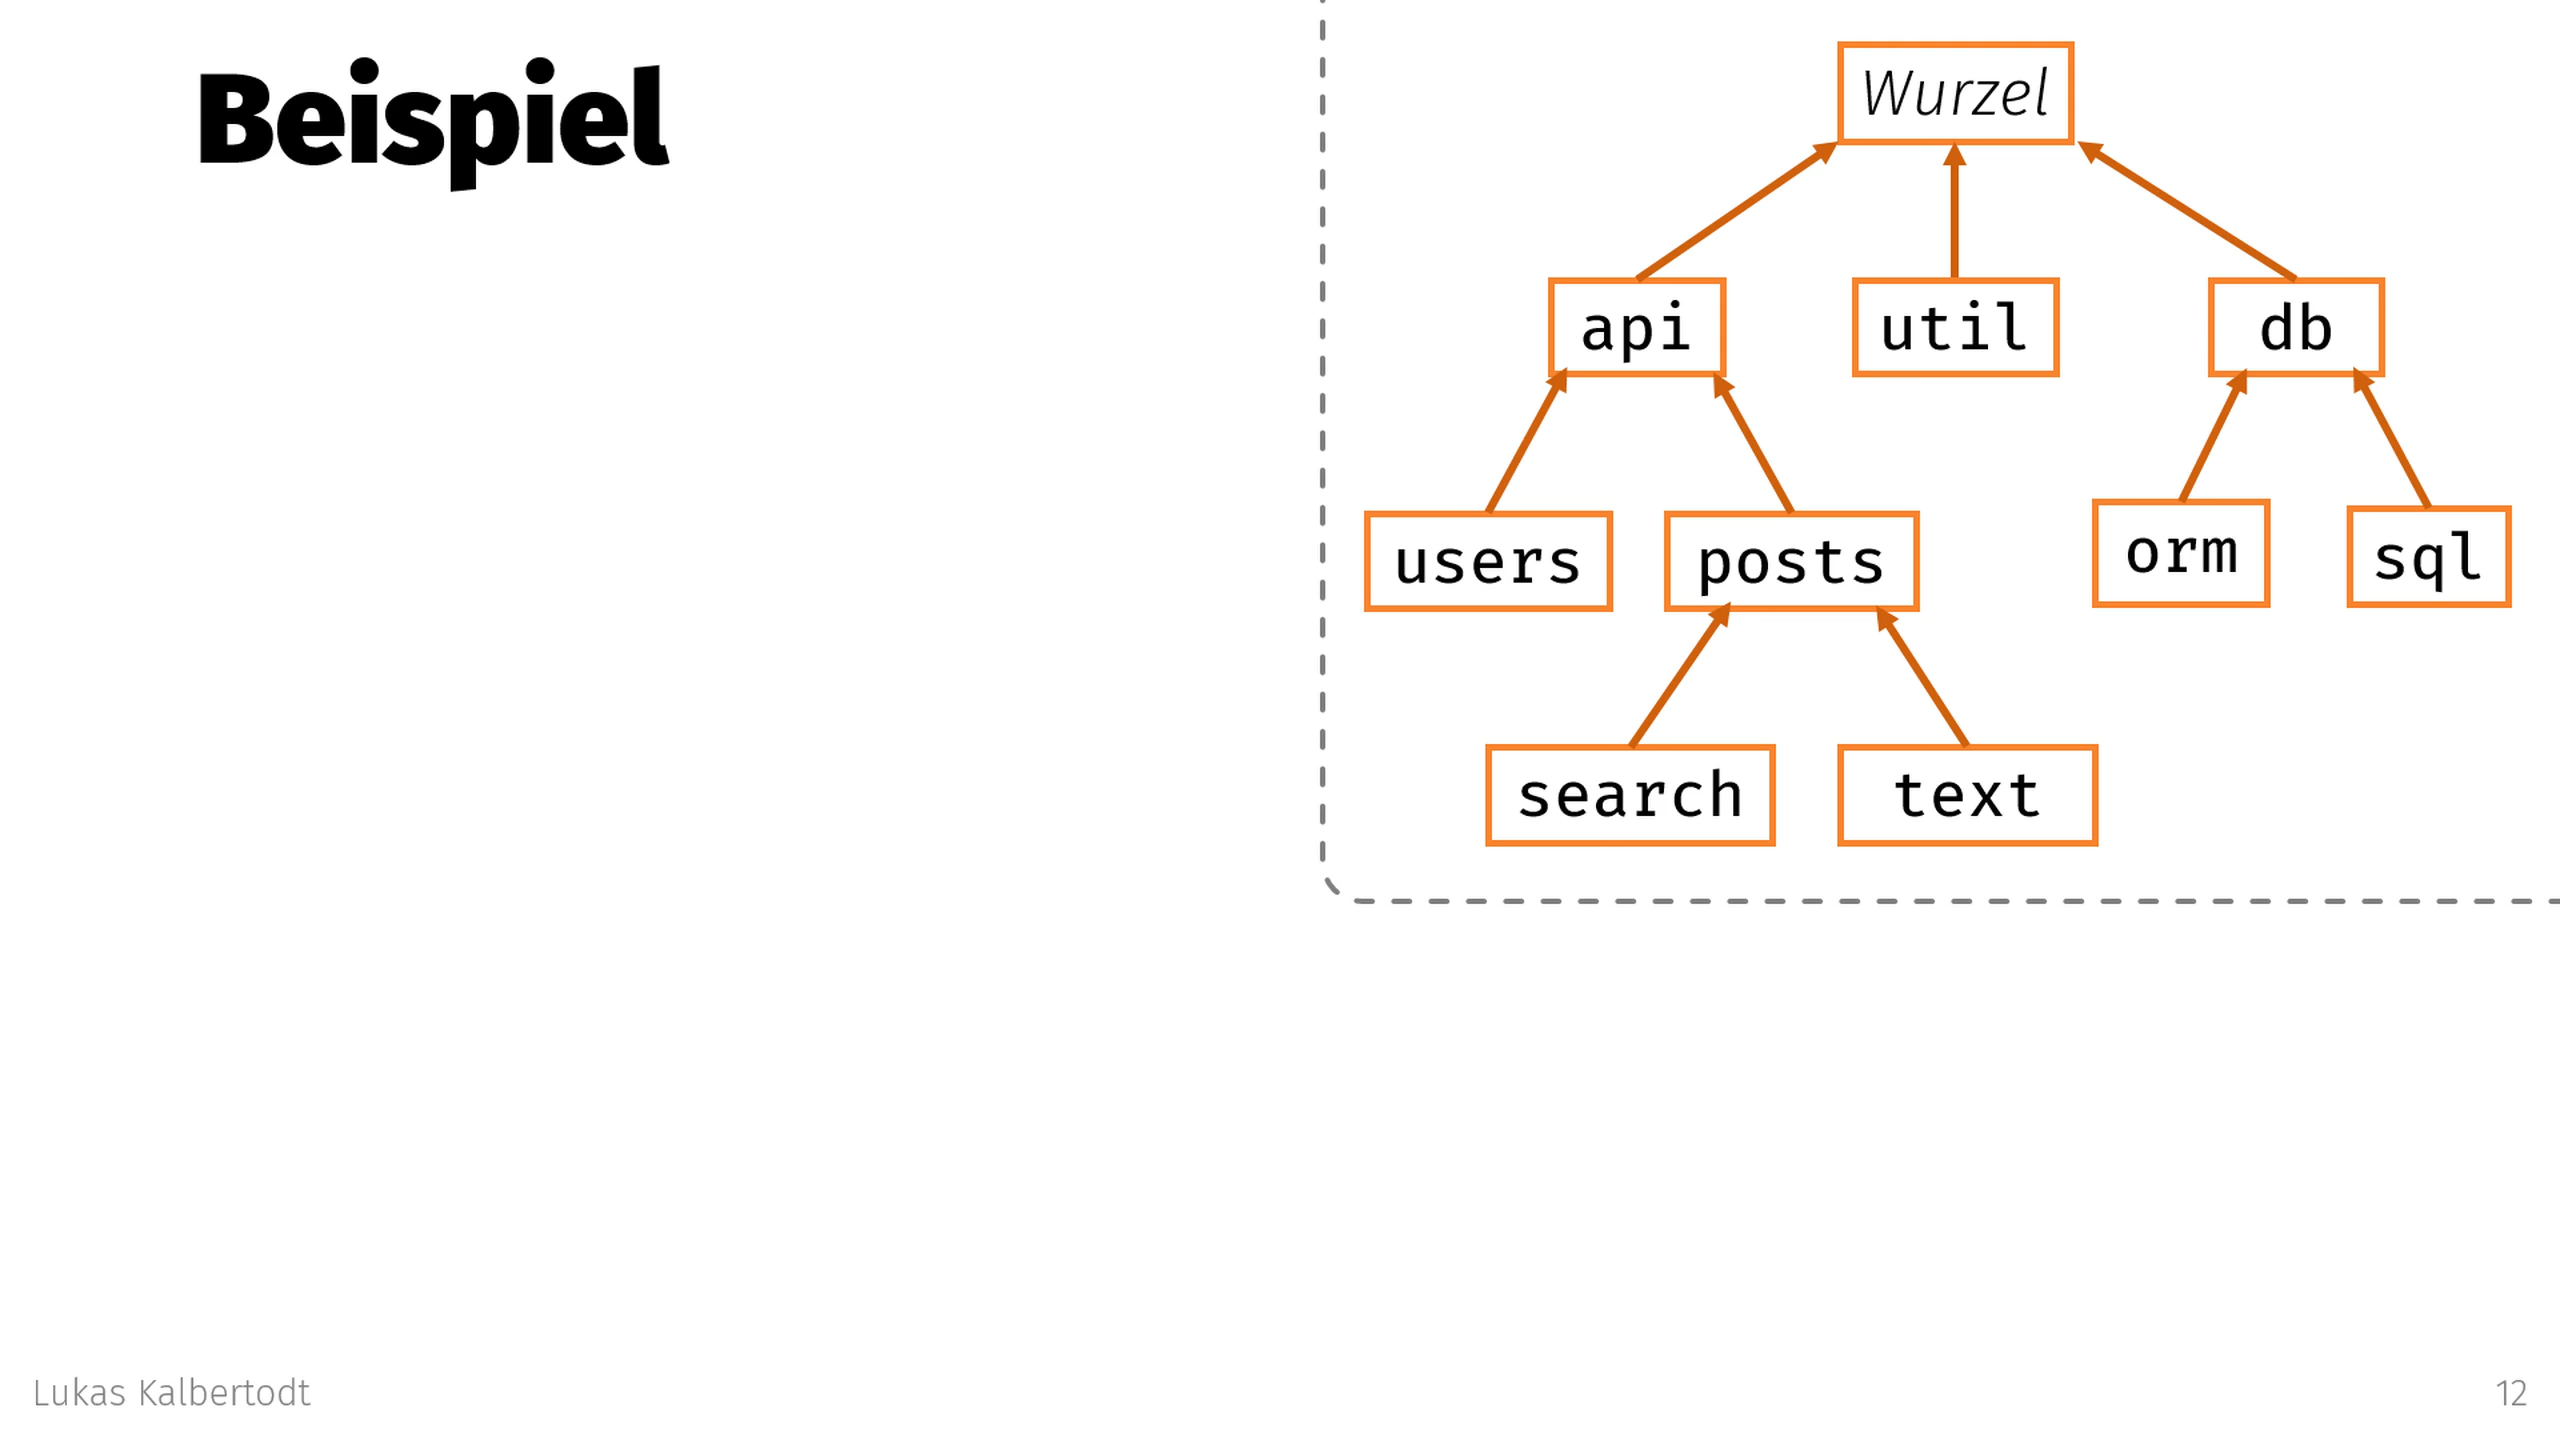 Beispiel
Wurzel
api
util
db
users
posts
orm
sql
search
text
Lukas Kalbertodt
12